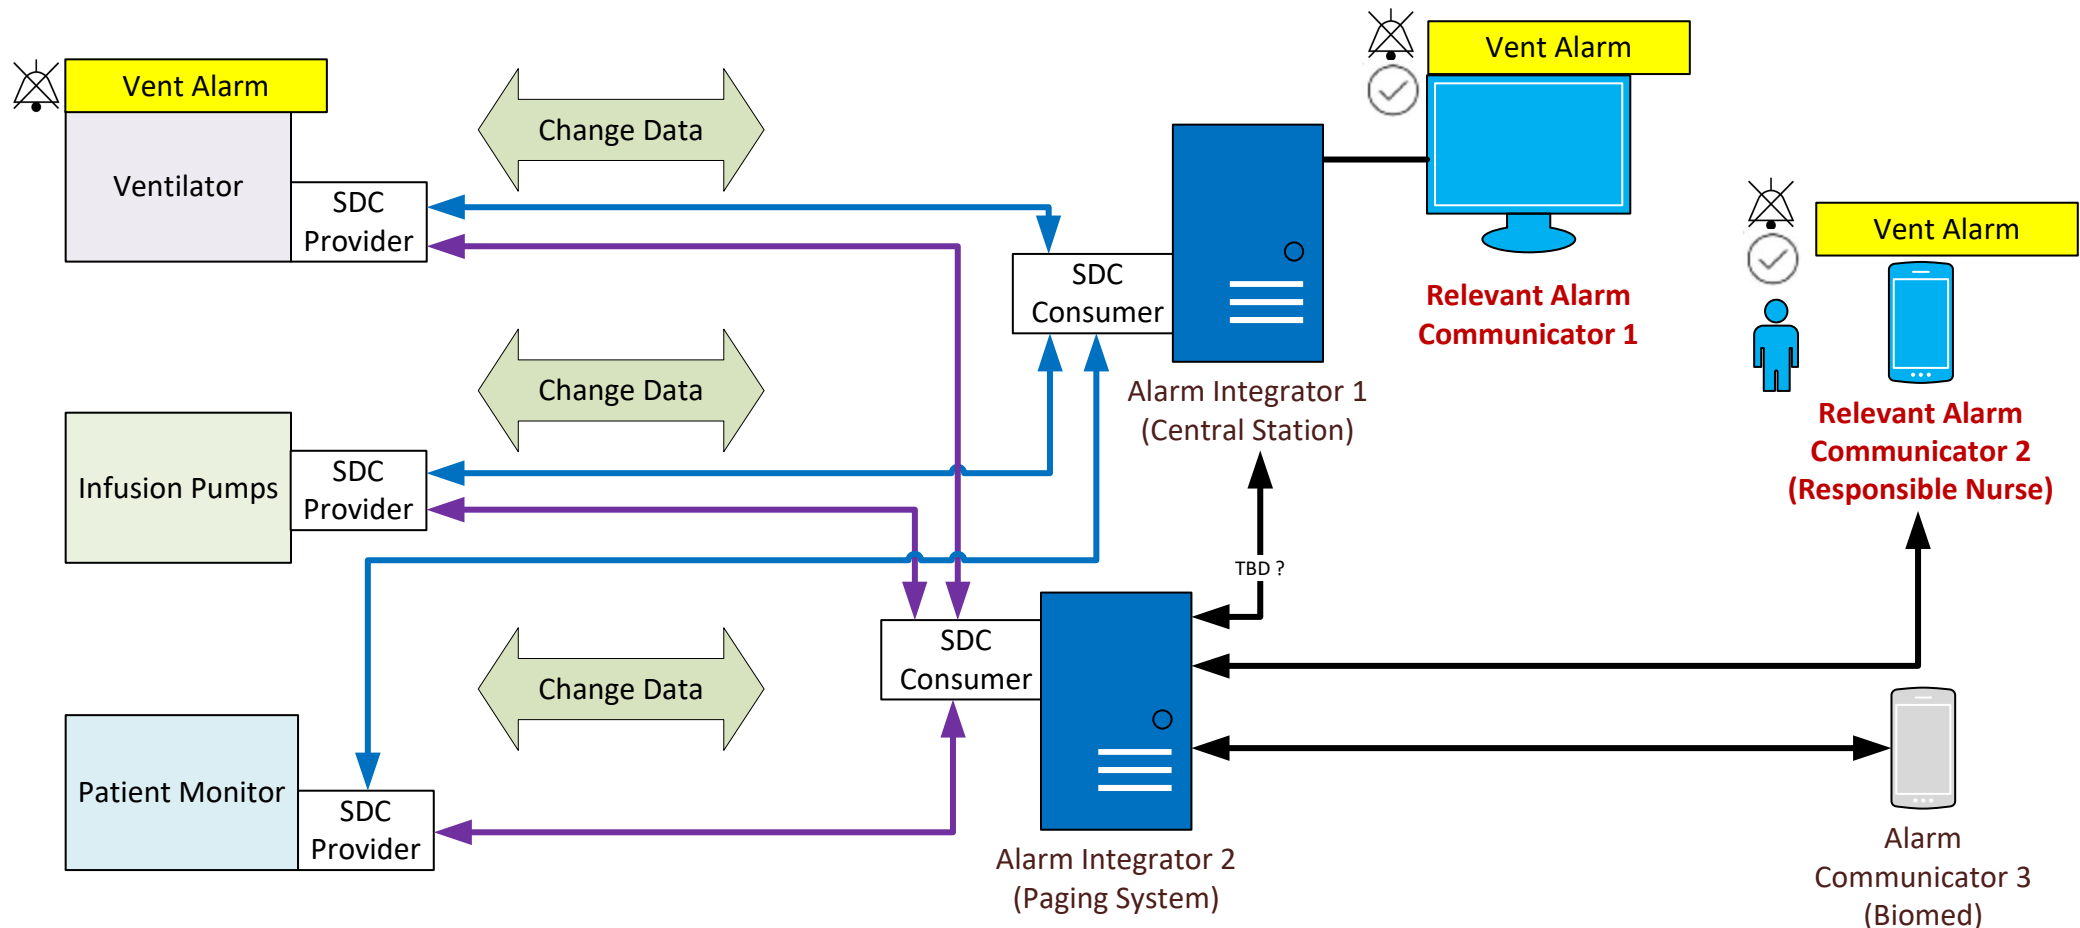 Vent Alarm
Ventilator
SDC
Provider
Change Data
Vent Alarm
SDC
Consumer
Relevant Alarm
Communicator 1
Alarm Integrator 1
(Central Station)
Vent Alarm
Relevant Alarm
Communicator 2
(Responsible Nurse)
Change Data
Infusion Pumps
SDC
Provider
TBD ?
Change Data
SDC
Consumer
Patient Monitor
SDC
Provider
Alarm Integrator 2
(Paging System)
Alarm
Communicator 3
(Biomed)